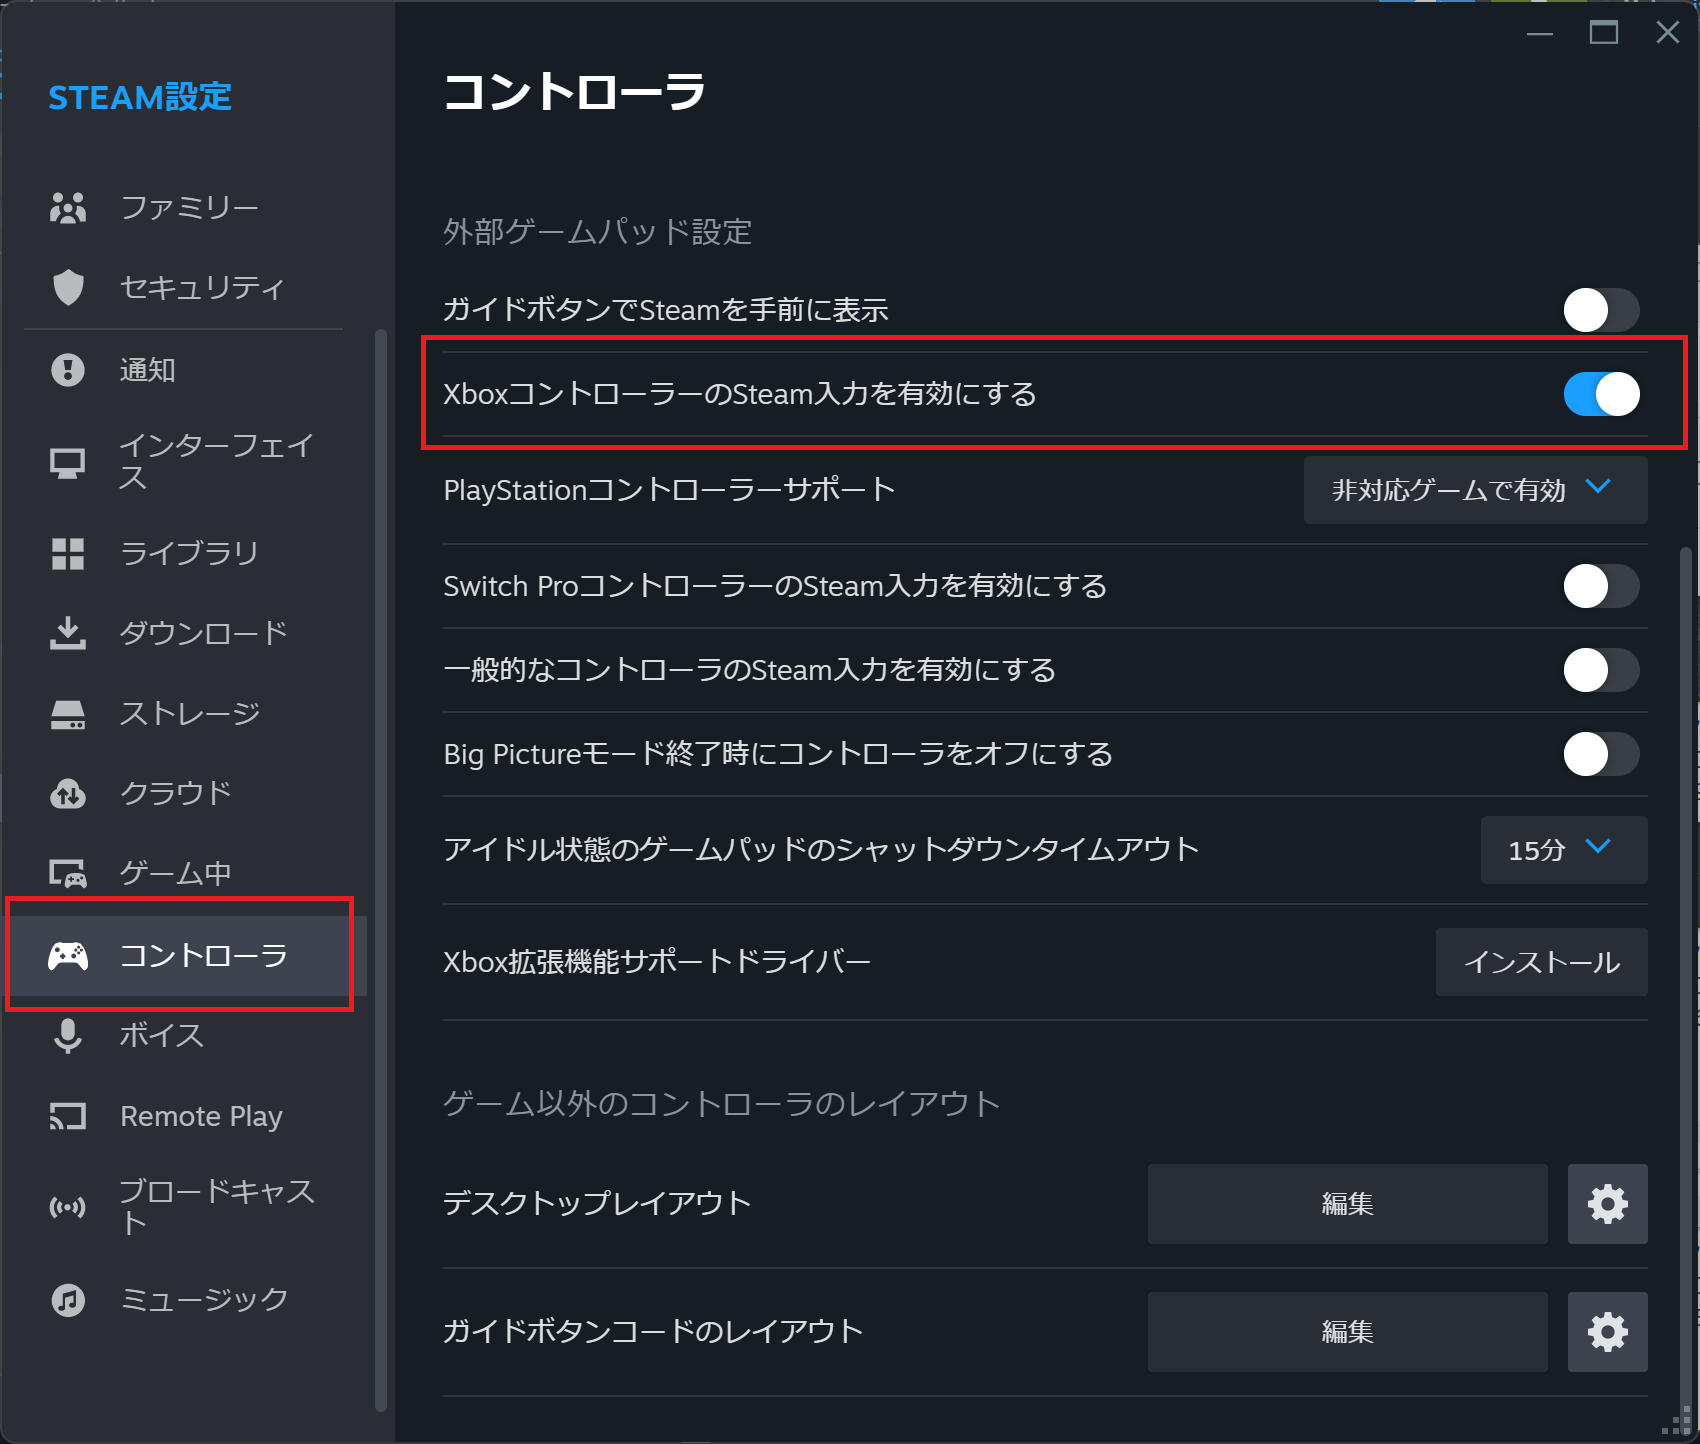 STEAM設定
ファミリー
セキュリティ
通知
インターフェイ
ス
ライブラリ
ダウンロード
ストレージ
クラウド
ゲーム中
コントローラ
ボイス
Remote Play
ブロードキャス
ト
ミュージック
コントローラ
外部ゲームパッド設定
ガイドボタンでSteamを手前に表示
XboxコントローラーのSteam入力を有効にする
PlayStationコントローラーサポート
非対応ゲームで有効
Switch ProコントローラーのSteam入力を有効にする
一般的なコントローラのSteam入力を有効にする
Big Pictureモード終了時にコントローラをオフにする
アイドル状態のゲームパッドのシャットダウンタイムアウト
15分
Xbox拡張機能サポートドライバー
インストール
ゲーム以外のコントローラのレイアウト
デスクトップレイアウト
編集
ガイドボタンコードのレイアウト
編集